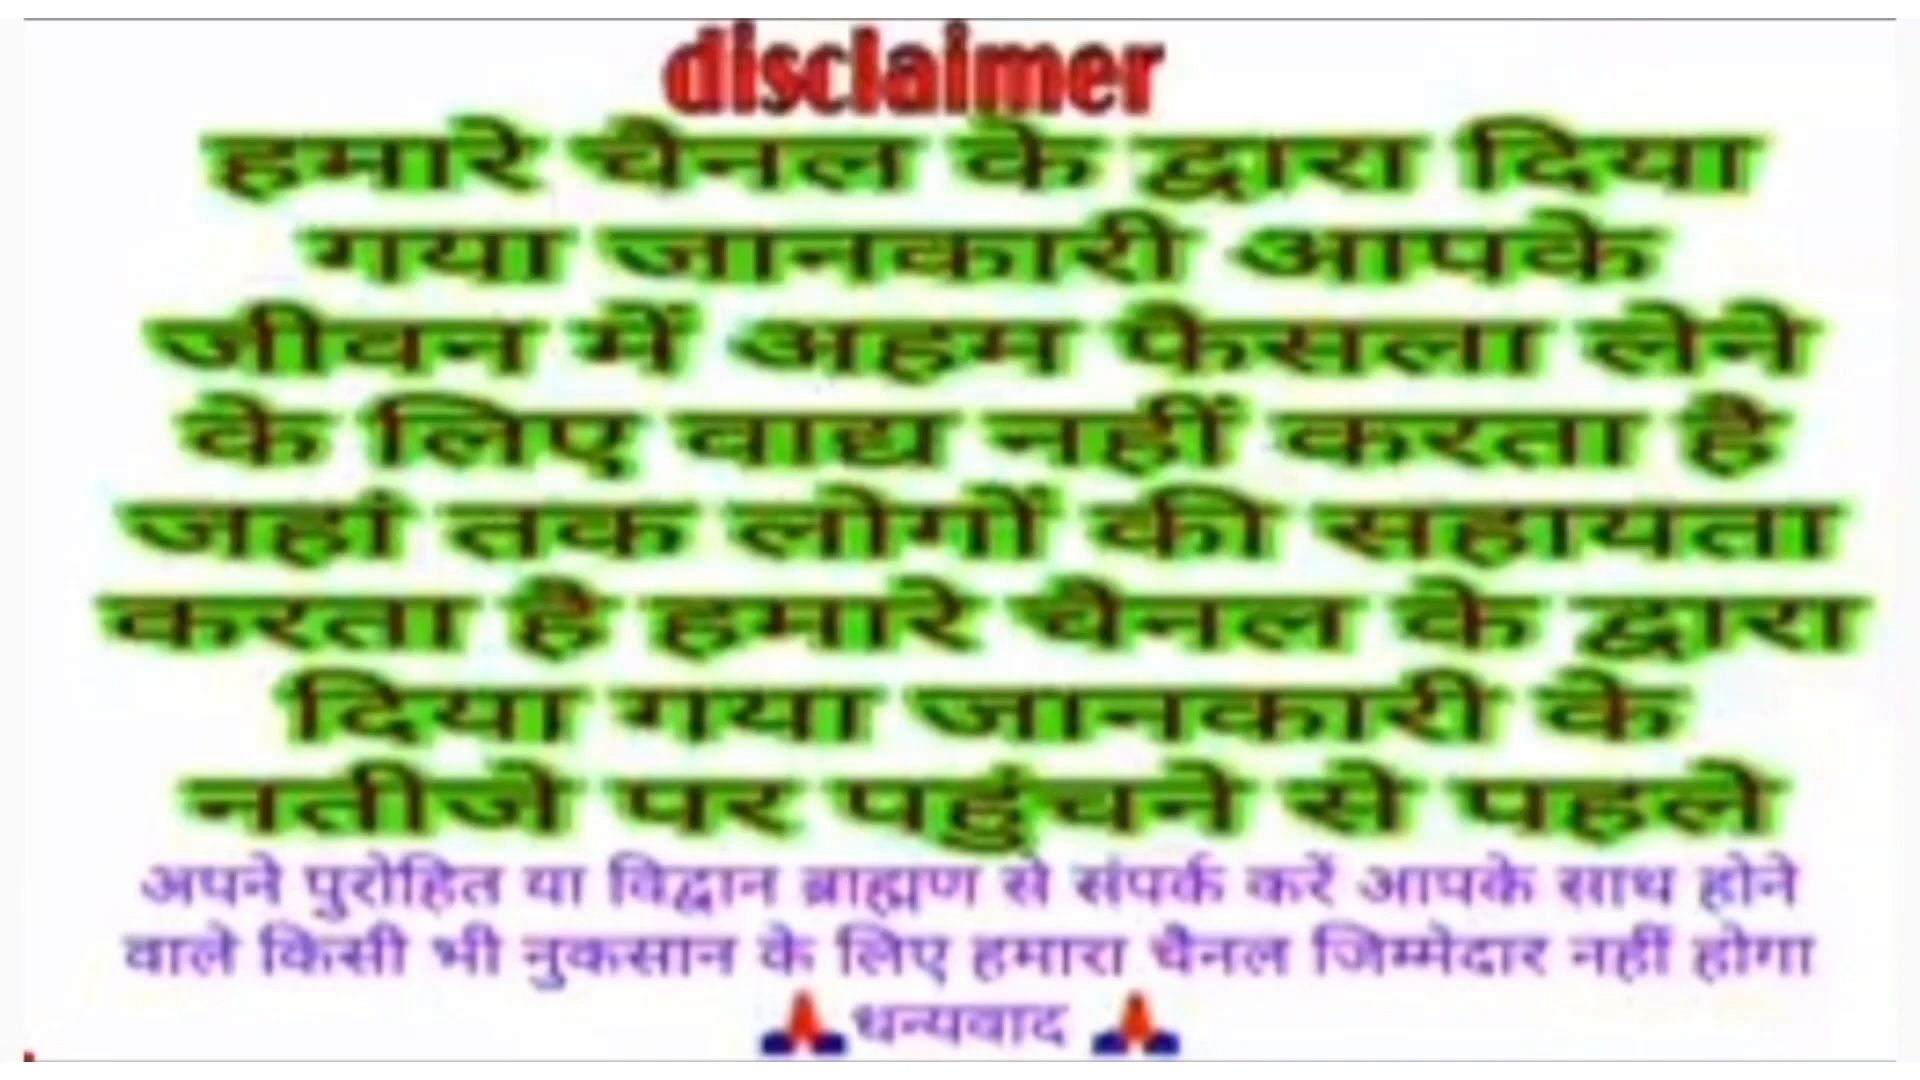 disclaimer
हमारे चैनल के द्वारा दिया
गया जानकारी आपके
जीवन में अहम फैसला लेने
के लिए वाद्य नहीं करता है
जहां तक लोगों की सहायता
करता है हमारे चैनल के द्वारा
दिया गया जानकारी के
नतीजे पर पहुंचने से पहले
अपने पुरोहित या विद्वान ब्राह्मण से संपर्क करें आपके साथ होने
वाले किसी भी नुकसान के लिए हमारा चैनल जिम्मेदार नहीं होगा
🙏धन्यवाद 🙏